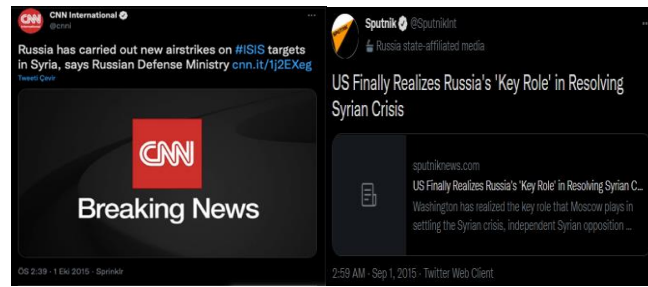 CNN International
@cnni
Russia has carried out new airstrikes on #ISIS targets
in Syria, says Russian Defense Ministry cnn.it/1j2EXeg
Tweeti Çevir
CNN
Breaking News
ÖS 2:39 · 1 Eki 2015 · Sprinklr
Sputnik @SputnikInt
Russia state-affiliated media
US Finally Realizes Russia's 'Key Role' in Resolving
Syrian Crisis
sputniknews.com
US Finally Realizes Russia's 'Key Role' in Resolving Syrian C...
Washington has realized the key role that Moscow plays in
settling the Syrian crisis, independent Syrian opposition ...
2:59 AM · Sep 1, 2015 · Twitter Web Client